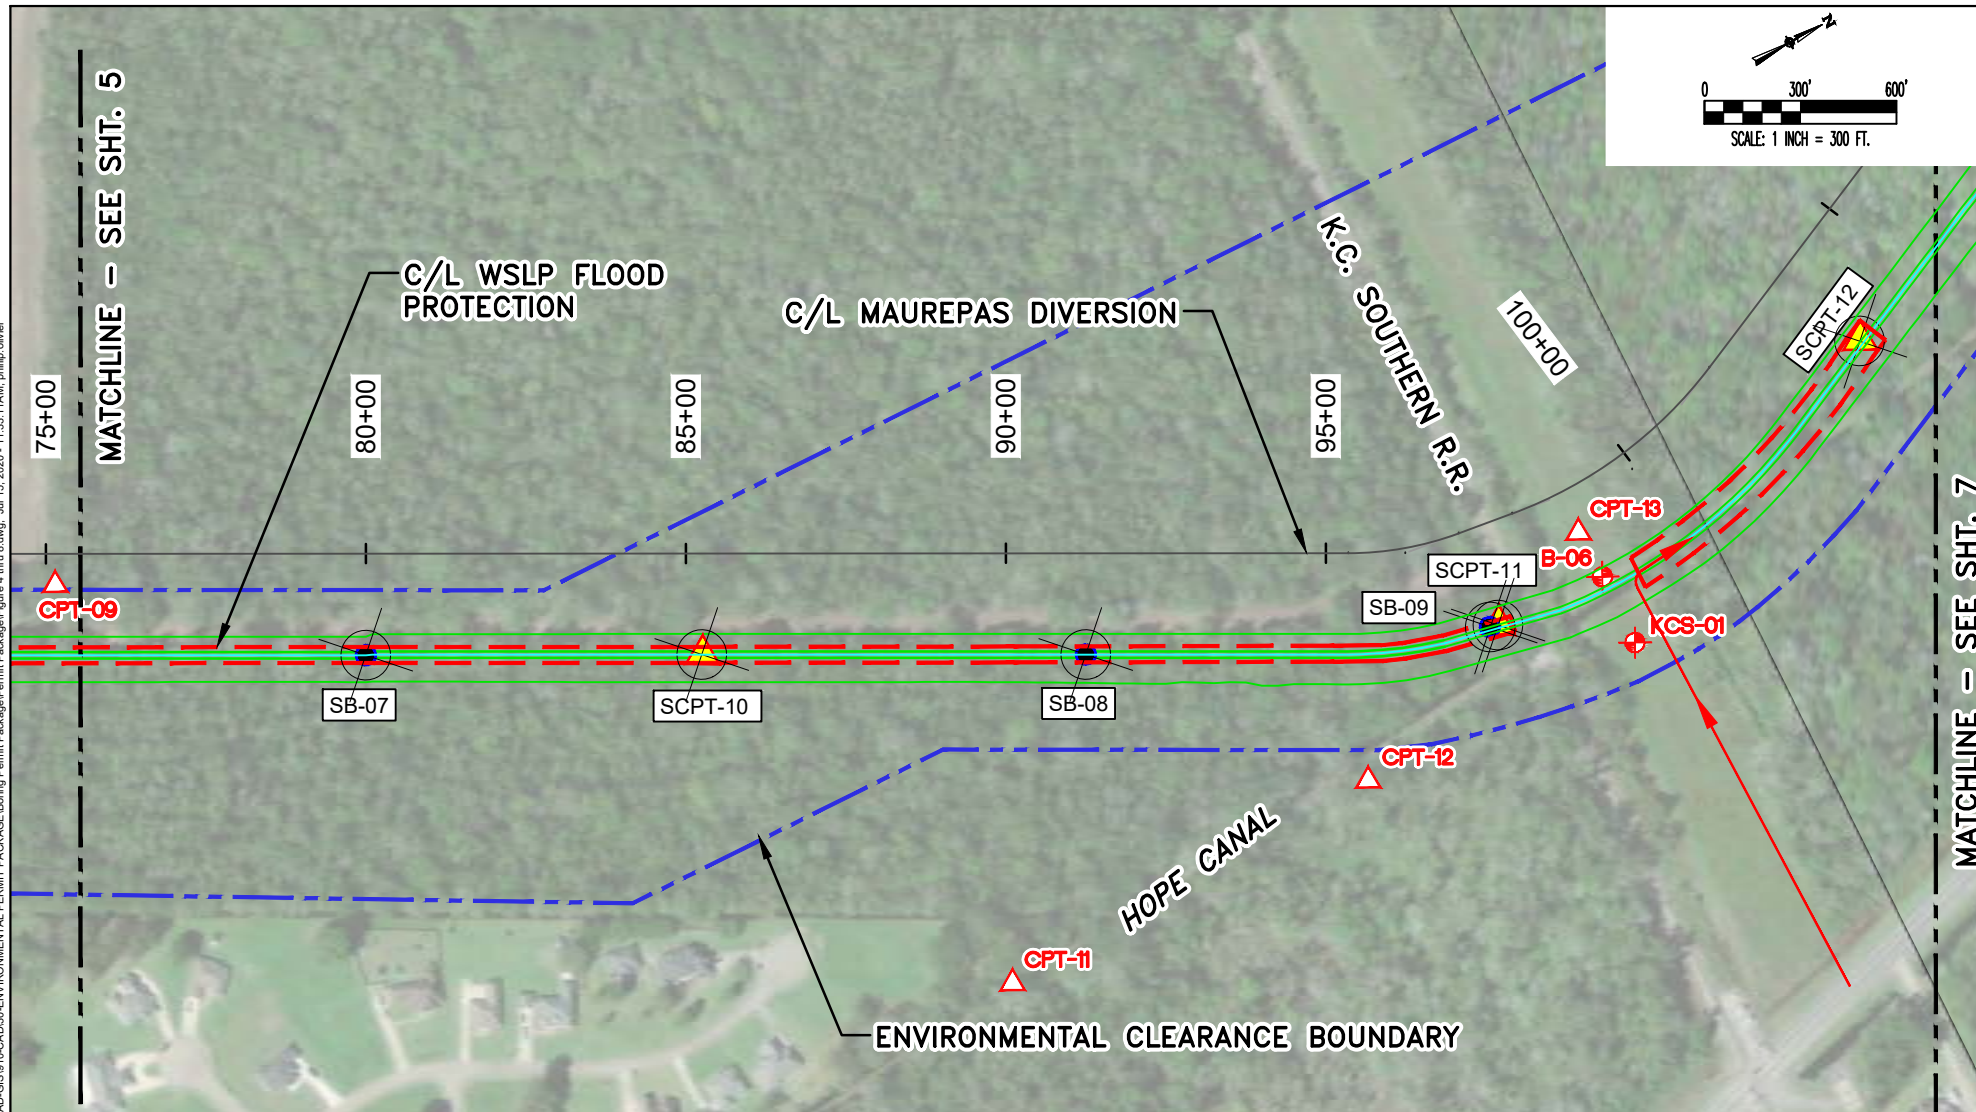 N
0 300' 600'
SCALE: 1 INCH = 300 FT.
MATCHLINE - SEE SHT. 5
C/L WSLP FLOOD
PROTECTION
C/L MAUREPAS DIVERSION
K.C. SOUTHERN R.R.
75+00
80+00
85+00
90+00
95+00
100+00
SCPT-12
CPT-13
B-06
SCPT-11
SB-09
KCS-01
CPT-09
SB-07
SCPT-10
SB-08
CPT-12
HOPE CANAL
CPT-11
ENVIRONMENTAL CLEARANCE BOUNDARY
MATCHLINE - SEE SHT. 7